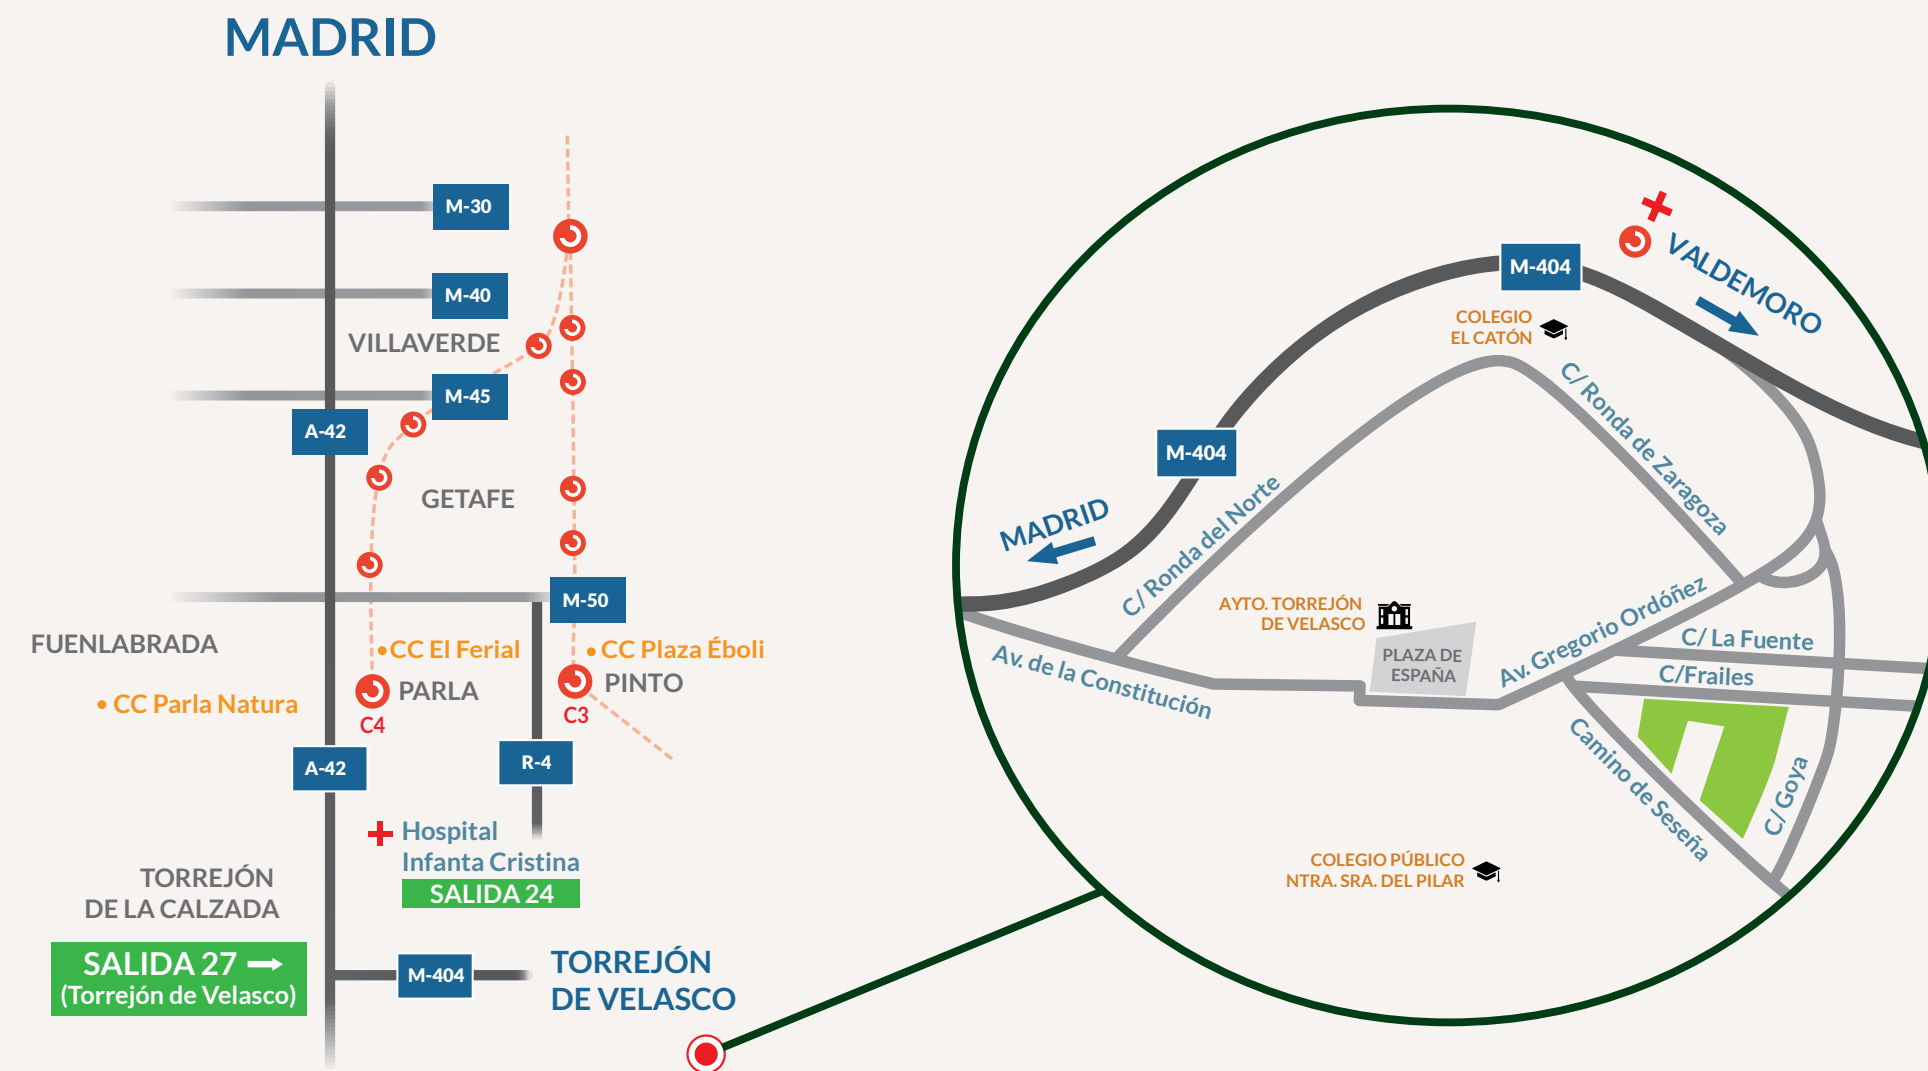 MADRID
M-30
M-40
VILLAVERDE
M-45
A-42
GETAFE
M-50
FUENLABRADA
• CC El Ferial
• CC Plaza Éboli
PARLA
PINTO
• CC Parla Natura
C4
C3
A-42
R-4
Hospital
Infanta Cristina
SALIDA 24
TORREJÓN
DE LA CALZADA
SALIDA 27
(Torrejón de Velasco)
M-404
TORREJÓN
DE VELASCO
M-404
VALDEMORO
COLEGIO
EL CATÓN
C/Ronda de Zaragoza
M-404
MADRID
C/ Ronda del Norte
AYTO. TORREJÓN
DE VELASCO
PLAZA DE
ESPAÑA
Av. de la Constitución
Av. Gregorio Ordóñez
C/ La Fuente
C/Frailes
Camino de Seseña
C/ Goya
COLEGIO PÚBLICO
NTRA. SRA. DEL PILAR